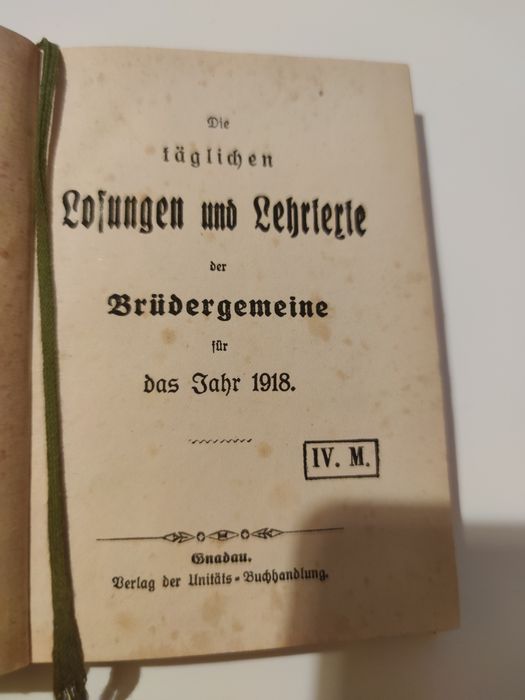 Die
täglichen
Losungen und Lehrtexte
der
Brüdergemeine
für
das Jahr 1918.
IV. M.
Gnadau.
Verlag der Unitäts-Buchhandlung.